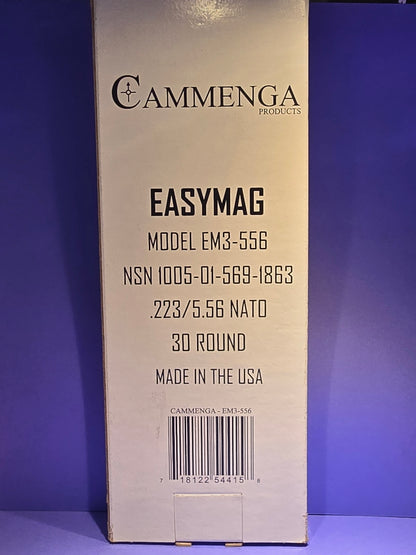 CAMMENGA
PRODUCTS
EASYMAG
MODEL EM3-556
NSN 1005-01-569-1863
.223/5.56 NATO
30 ROUND
MADE IN THE USA
CAMMENGA - EM3-556
7 18122 54415 8